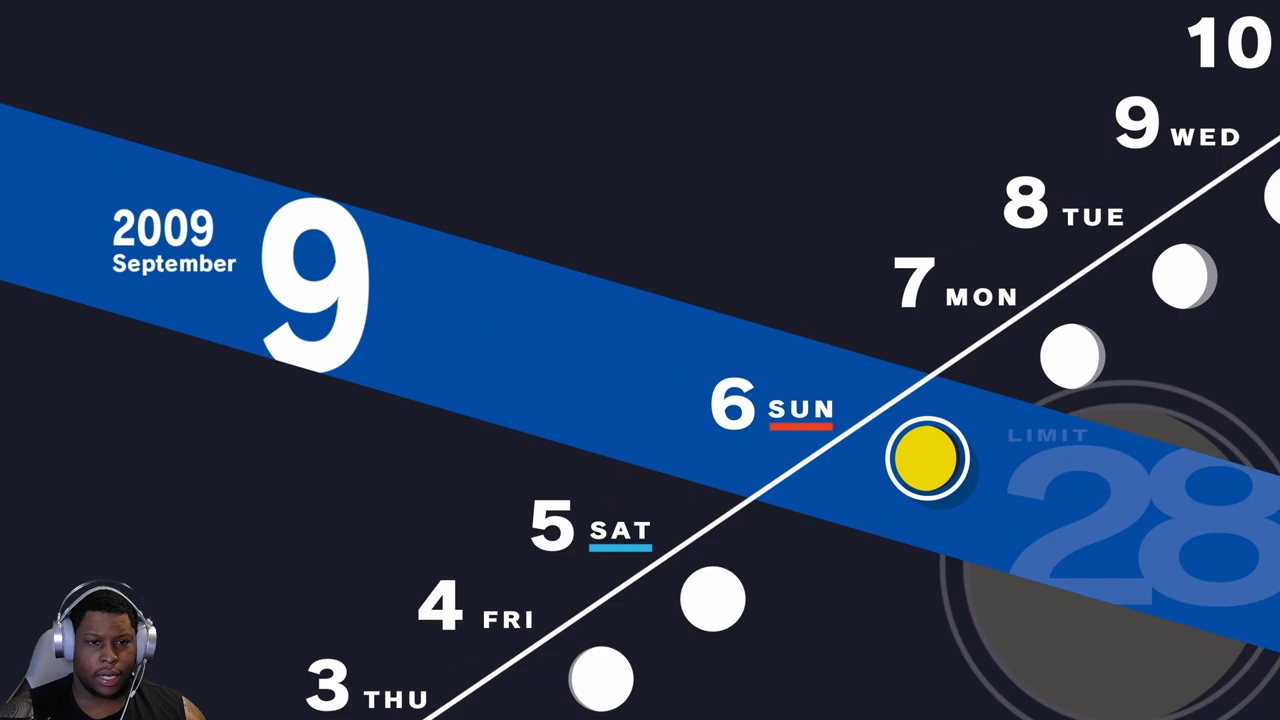 10
9 WED
8 TUE
7 MON
6 SUN
5 SAT
4 FRI
3 THU
2009
September
9
LIMIT
28